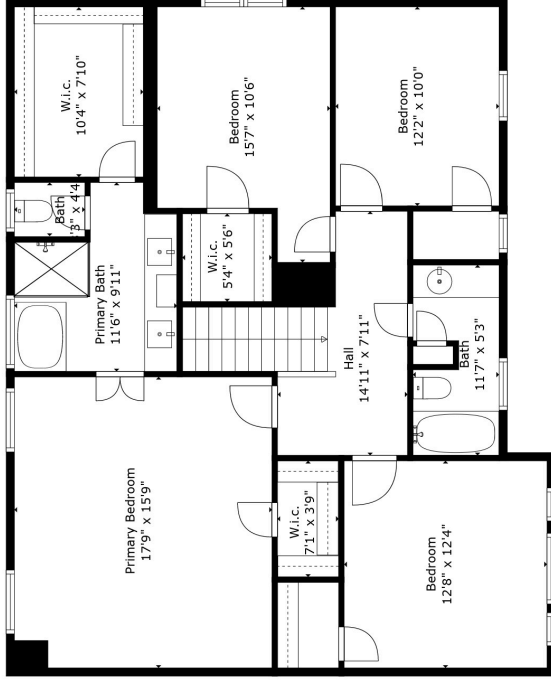 W.i.c.
10'4" x 7'10"
Bedroom
15'7" x 10'6"
Bedroom
12'2" x 10'0"
Bath
'3" x 4'4
W.i.c.
5'4" x 5'6"
Primary Bath
11'6" x 9'11"
Hall
14'11" x 7'11"
Bath
11'7" x 5'3"
Primary Bedroom
17'9" x 15'9"
W.i.c.
7'1" x 3'9"
Bedroom
12'8" x 12'4"